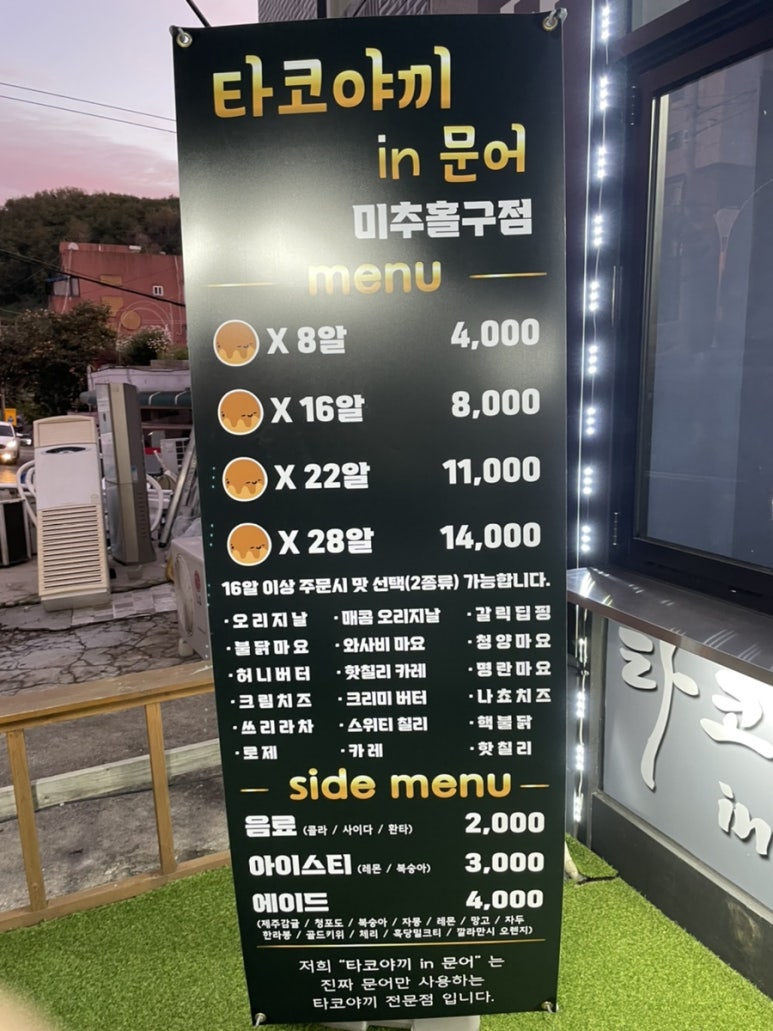 타코야끼
in 문어
미추홀구점
menu
X 8알 4,000
X 16알 8,000
X 22알 11,000
X 28알 14,000
16알 이상 주문시 맛 선택(2종류) 가능합니다.
·오리지날 ·매콤 오리지날 ·갈릭딥핑
·불닭마요 ·와사비 마요 ·청양마요
·허니버터 ·핫칠리 카레 ·명란마요
·크림치즈 ·크리미 버터 ·나쵸치즈
·쓰리라차 ·스위티 칠리 ·핵불닭
·로제 ·카레 ·핫칠리
side menu
음료 (콜라 / 사이다 / 환타) 2,000
아이스티 (레몬 / 복숭아) 3,000
에이드 4,000
(제주감귤 / 청포도 / 복숭아 / 자몽 / 레몬 / 망고 / 자두
한라봉 / 골드키위 / 체리 / 흑당밀크티 / 깔라만시 오렌지)
저희 "타코야끼 in 문어" 는
진짜 문어만 사용하는
타코야끼 전문점 입니다.
타코
in